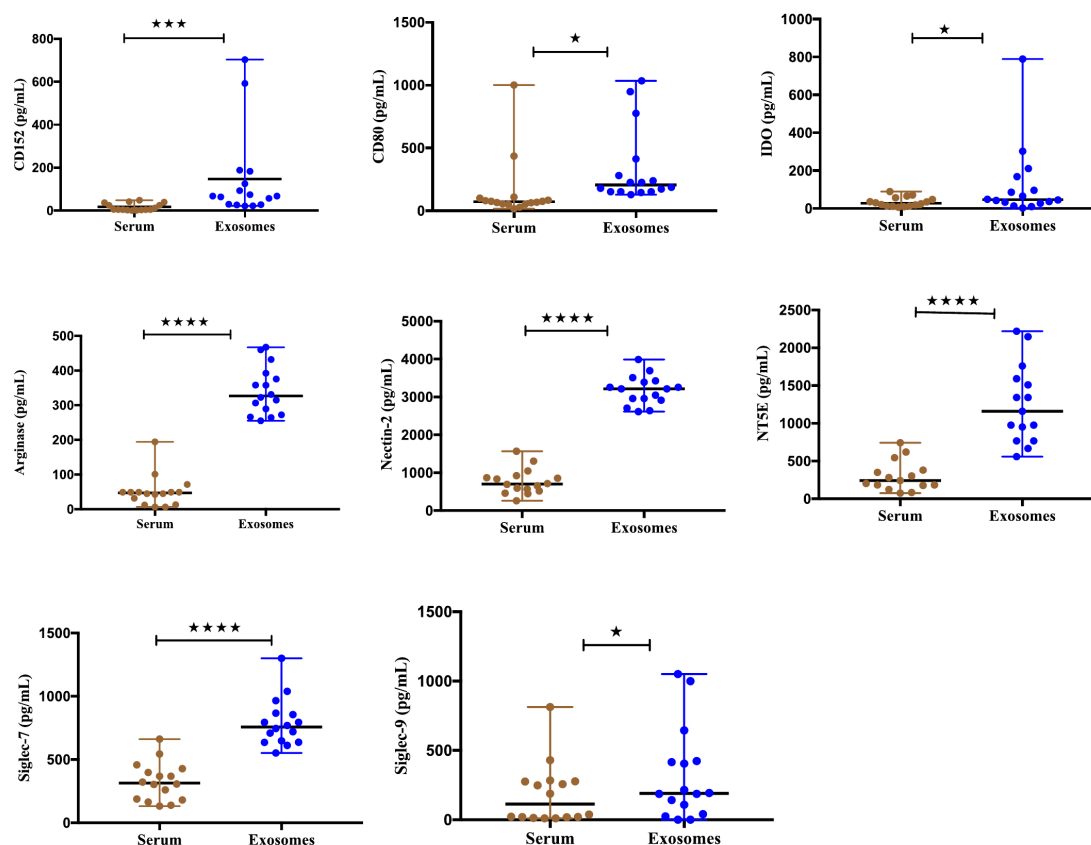 ★★★
CD152 (pg/mL)
800
600
400
200
0
Serum
Exosomes
★
CD80 (pg/mL)
1500
1000
500
0
Serum
Exosomes
★
IDO (pg/mL)
1000
800
600
400
200
0
Serum
Exosomes
★★★★
Arginase (pg/mL)
500
400
300
200
100
0
Serum
Exosomes
★★★★
Nectin-2 (pg/mL)
5000
4000
3000
2000
1000
0
Serum
Exosomes
★★★★
NT5E (pg/mL)
2500
2000
1500
1000
500
0
Serum
Exosomes
★★★★
Siglec-7 (pg/mL)
1500
1000
500
0
Serum
Exosomes
★
Siglec-9 (pg/mL)
1500
1000
500
0
Serum
Exosomes